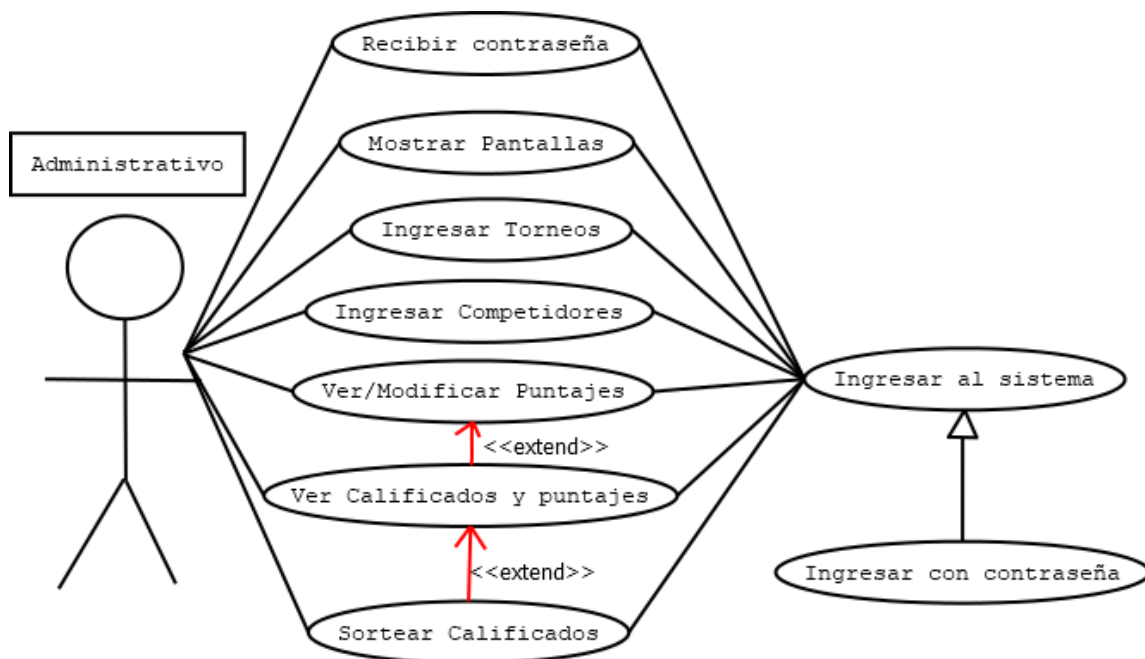 Recibir contraseña
Mostrar Pantallas
Administrativo
Ingresar Torneos
Ingresar Competidores
Ver/Modificar Puntajes
Ingresar al sistema
<<extend>>
Ver Calificados y puntajes
<<extend>>
Ingresar con contraseña
Sortear Calificados